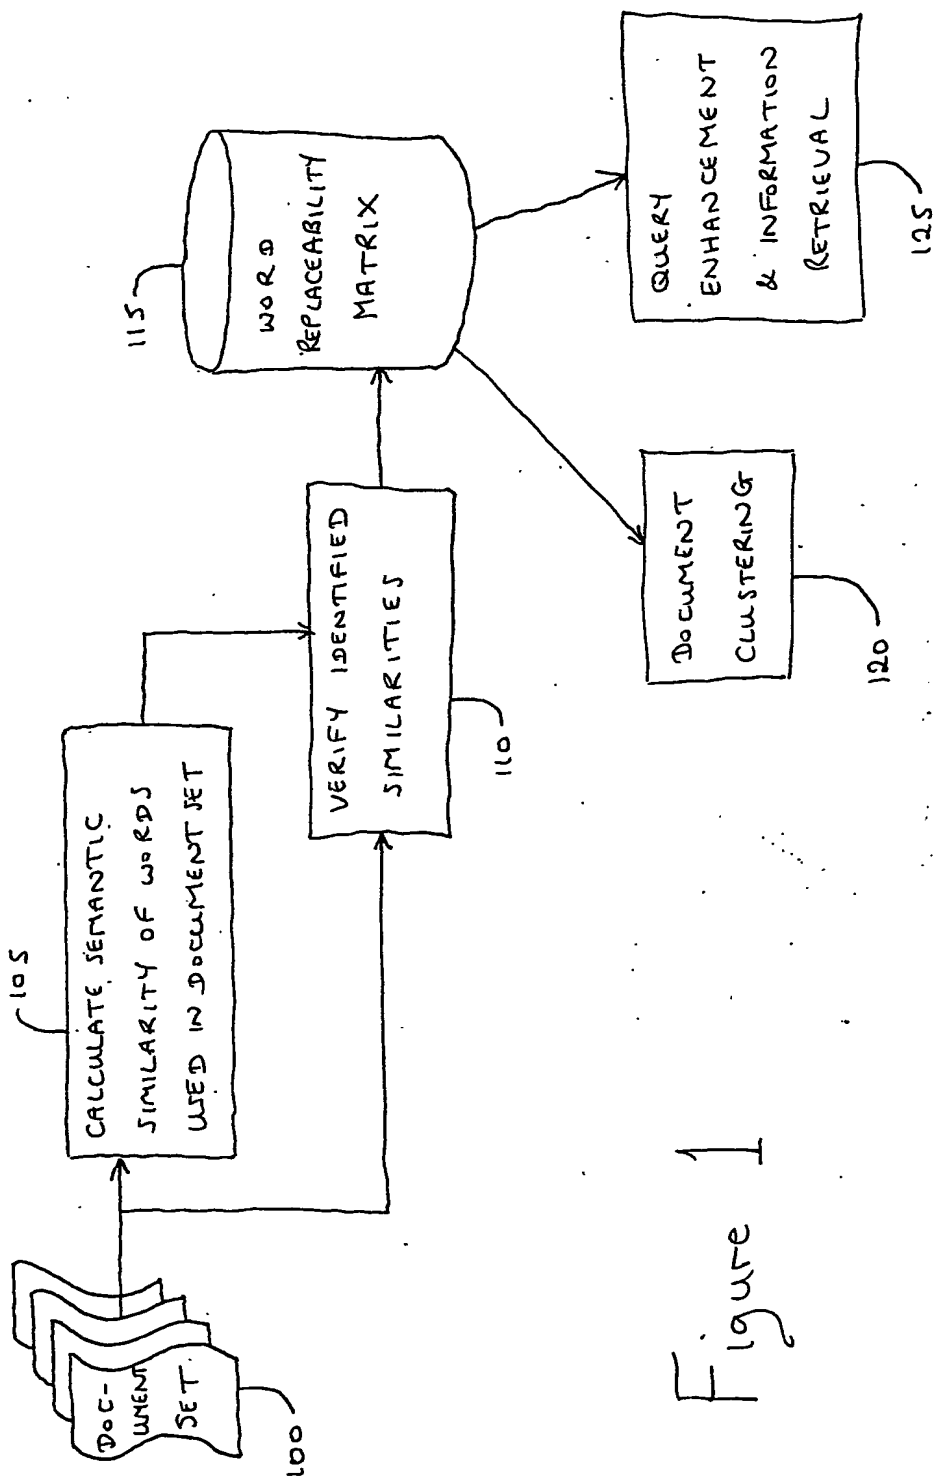 100
DOC-
UMENT
SET.
105
CALCULATE SEMANTIC
SIMILARITY OF WORDS
USED IN DOCUMENT SET
VERIFY IDENTIFIED
SIMILARITIES
110
115
WORD
REPLACEABILITY
MATRIX
DOCUMENT
CLUSTERING
120
QUERY
ENHANCEMENT
& INFORMATION
RETRIEVAL
125
Figure 1